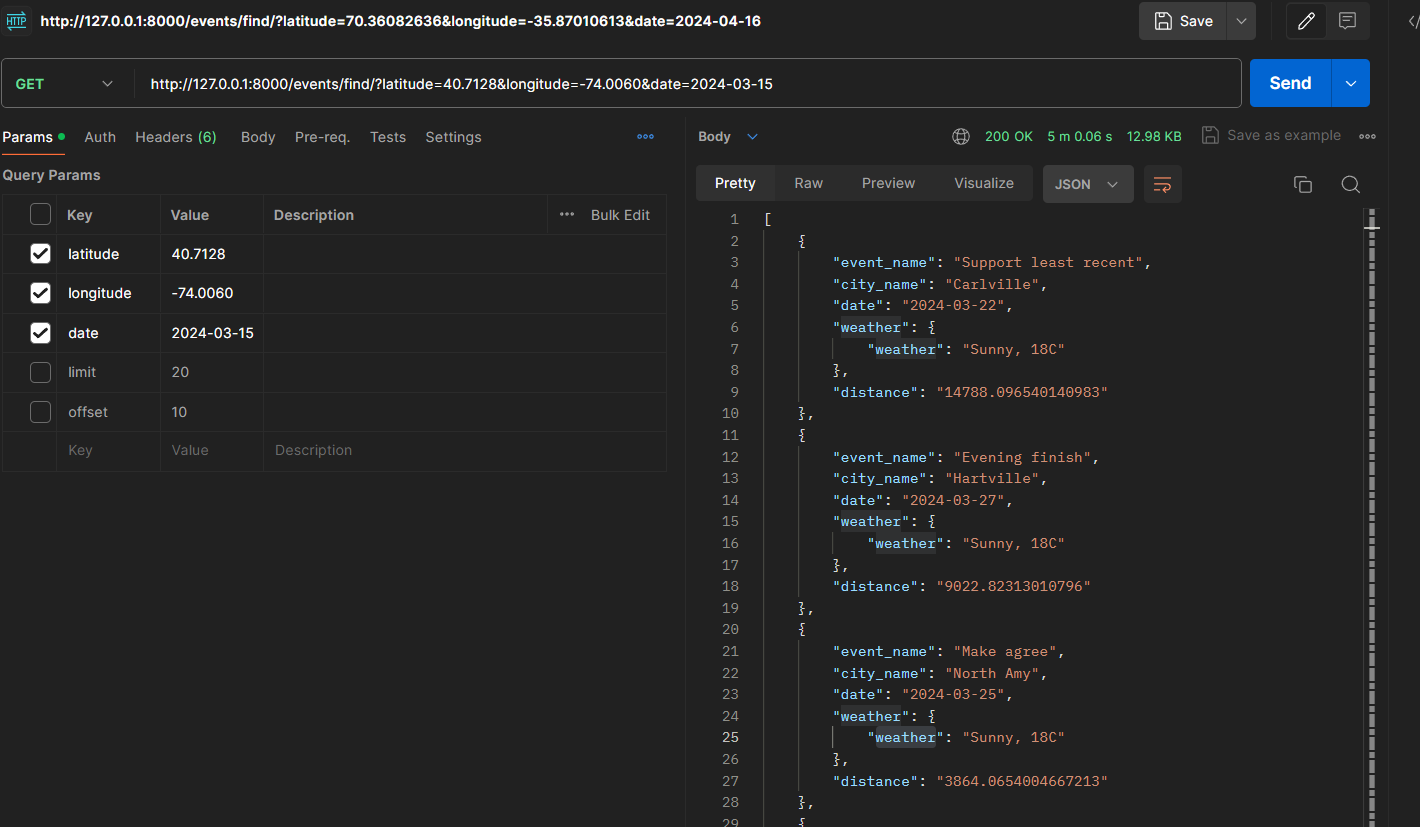 HTTP http://127.0.0.1:8000/events/find/?latitude=70.36082636&longitude=-35.87010613&date=2024-04-16 Save
GET http://127.0.0.1:8000/events/find/?latitude=40.7128&longitude=-74.0060&date=2024-03-15 Send
Params Auth Headers (6) Body Pre-req. Tests Settings
Query Params
Key Value Description Bulk Edit
latitude 40.7128
longitude -74.0060
date 2024-03-15
limit 20
offset 10
Key Value Description
Body 200 OK 5 m 0.06 s 12.98 KB Save as example
Pretty Raw Preview Visualize JSON
1 [
2 {
3 "event_name": "Support least recent",
4 "city_name": "Carlville",
5 "date": "2024-03-22",
6 "weather": {
7 "weather": "Sunny, 18C"
8 },
9 "distance": "14788.096540140983"
10 },
11 {
12 "event_name": "Evening finish",
13 "city_name": "Hartville",
14 "date": "2024-03-27",
15 "weather": {
16 "weather": "Sunny, 18C"
17 },
18 "distance": "9022.82313010796"
19 },
20 {
21 "event_name": "Make agree",
22 "city_name": "North Amy",
23 "date": "2024-03-25",
24 "weather": {
25 "weather": "Sunny, 18C"
26 },
27 "distance": "3864.0654004667213"
28 },
29 {